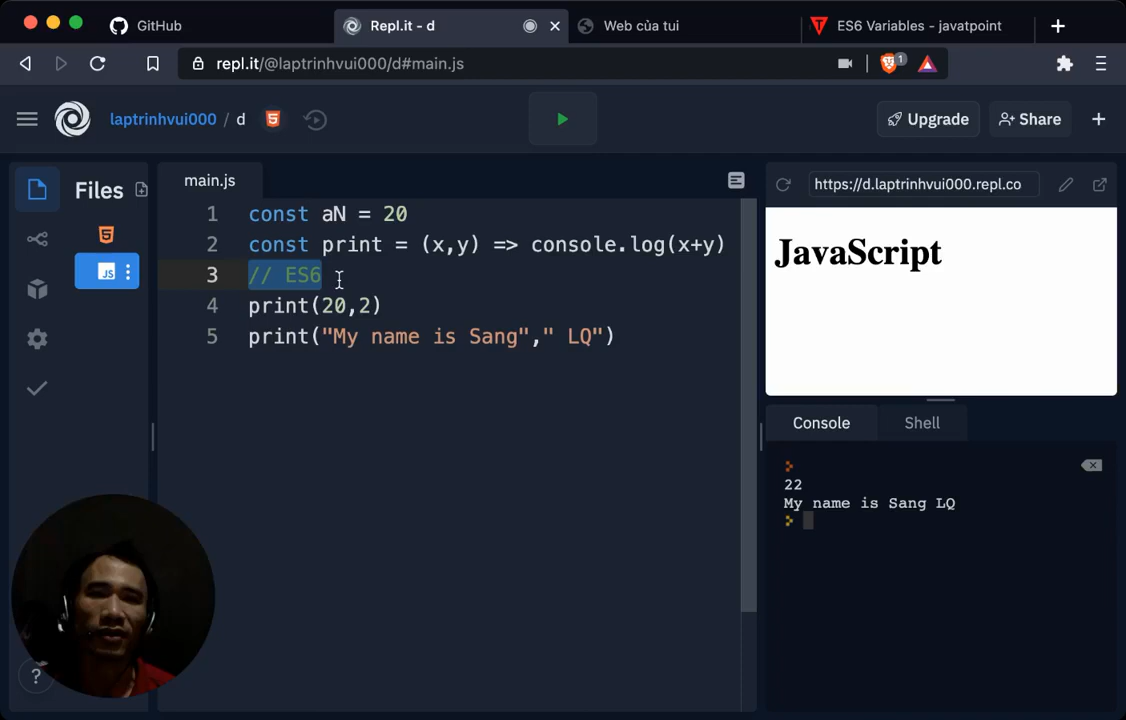 GitHub
Repl.it - d
Web của tui
ES6 Variables - javatpoint
repl.it/@laptrinhvui000/d#main.js
1
laptrinhvui000 / d
Upgrade
Share
Files
main.js
JS
1 const aN = 20
2 const print = (x,y) => console.log(x+y)
3 // ES6
4 print(20,2)
5 print("My name is Sang"," LQ")
https://d.laptrinhvui000.repl.co
JavaScript
Console
Shell
22
My name is Sang LQ
?